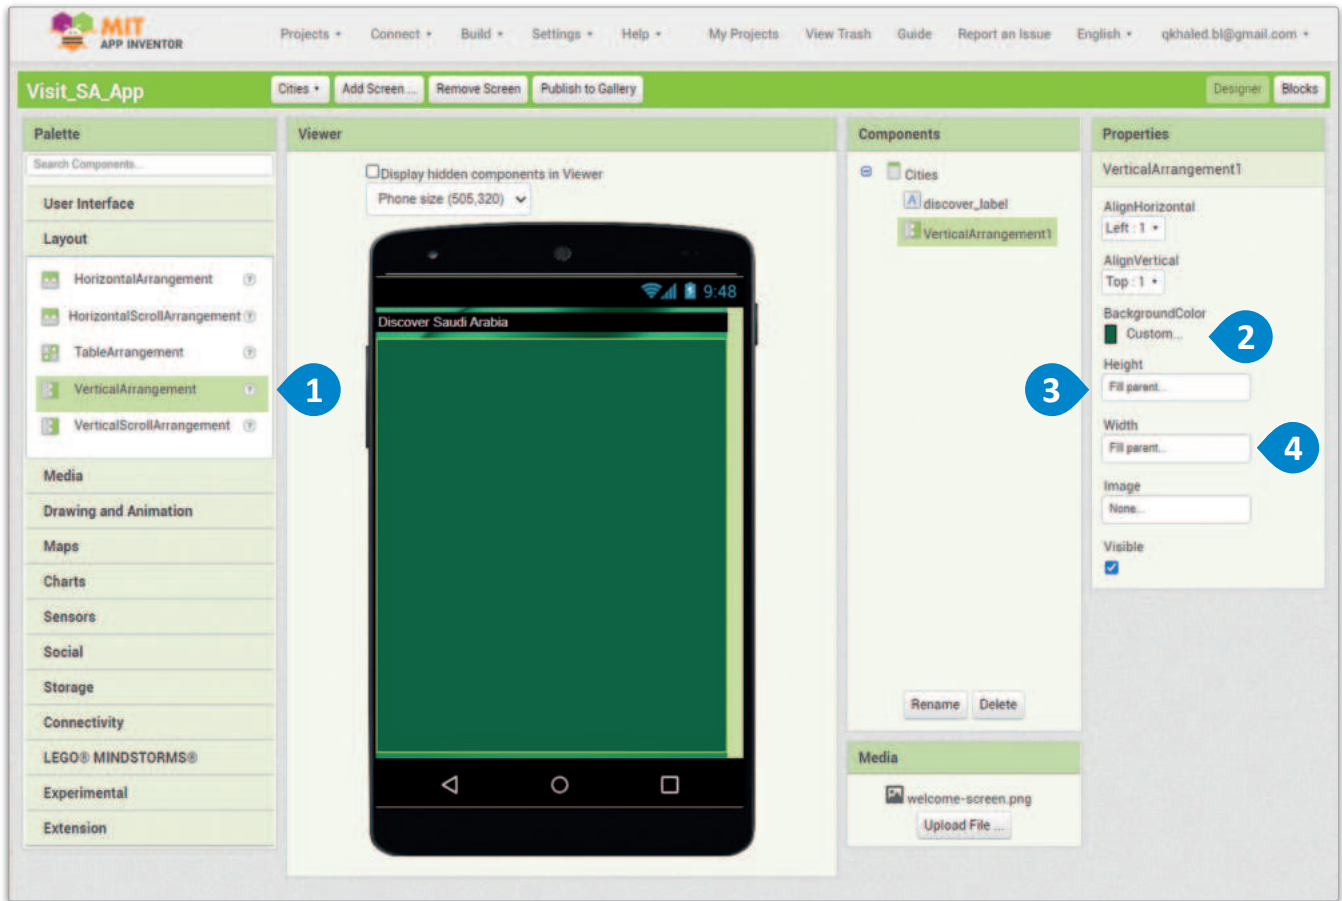 MIT
APP INVENTOR
Projects
Connect
Build
Settings
Help
My Projects
View Trash
Guide
Report an Issue
English
qkhaled.bl@gmail.com
Visit_SA_App
Cities
Add Screen ...
Remove Screen
Publish to Gallery
Designer
Blocks
Palette
Search Components...
User Interface
Layout
HorizontalArrangement ?
HorizontalScrollArrangement ?
TableArrangement ?
VerticalArrangement ?
VerticalScrollArrangement ?
1
Media
Drawing and Animation
Maps
Charts
Sensors
Social
Storage
Connectivity
LEGO® MINDSTORMS®
Experimental
Extension
Viewer
Display hidden components in Viewer
Phone size (505,320)
9:48
Discover Saudi Arabia
Components
Cities
A discover_label
VerticalArrangement1
Rename
Delete
Media
welcome-screen.png
Upload File ...
Properties
VerticalArrangement1
AlignHorizontal
Left : 1
AlignVertical
Top : 1
BackgroundColor
Custom...
2
Height
3
Fill parent...
Width
Fill parent...
4
Image
None...
Visible